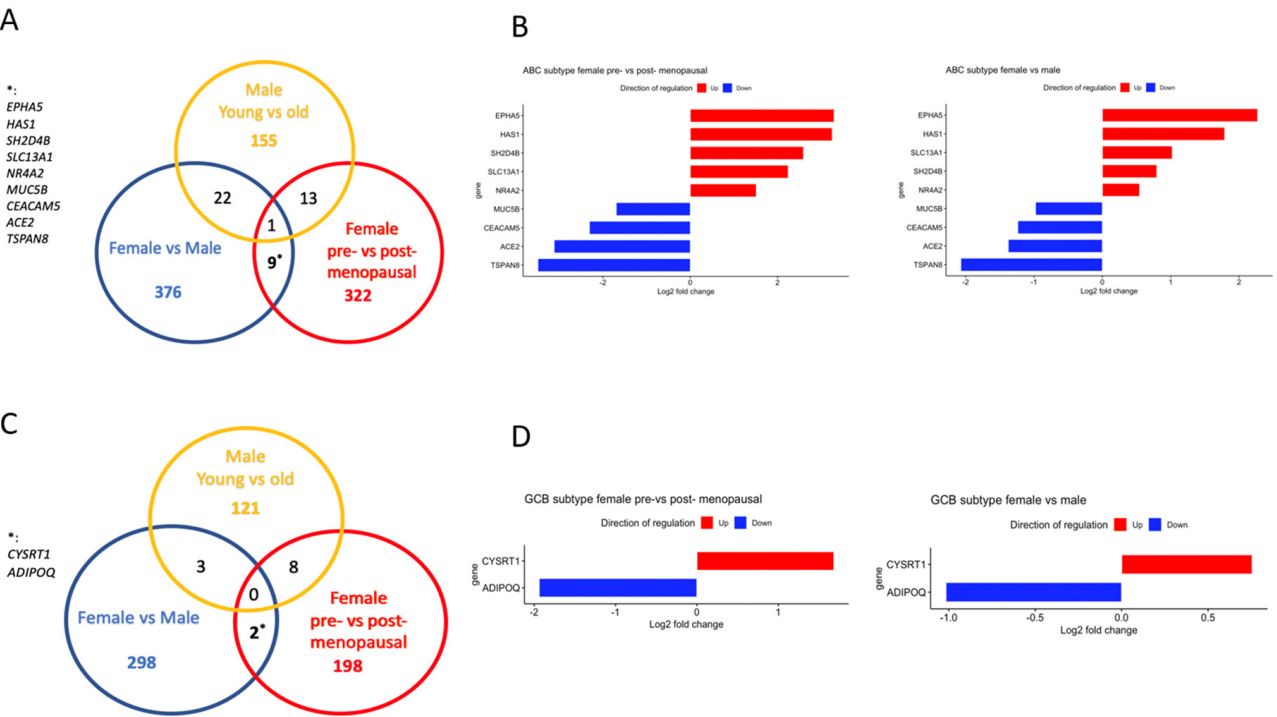 A
*:
EPHA5
HAS1
SH2D4B
SLC13A1
NR4A2
MUC5B
CEACAM5
ACE2
TSPAN8
Male
Young vs old
155
22
13
1
Female vs Male
376
9*
Female
pre- vs post-
menopausal
322
B
ABC subtype female pre- vs post- menopausal
Direction of regulation Up Down
gene
EPHA5
HAS1
SH2D4B
SLC13A1
NR4A2
MUC5B
CEACAM5
ACE2
TSPAN8
-2 0 2
Log2 fold change
ABC subtype female vs male
Direction of regulation Up Down
gene
EPHA5
HAS1
SLC13A1
SH2D4B
NR4A2
MUC5B
CEACAM5
ACE2
TSPAN8
-2 -1 0 1 2
Log2 fold change
C
*:
CYSRT1
ADIPOQ
Male
Young vs old
121
3
8
0
Female vs Male
298
2*
Female
pre- vs post-
menopausal
198
D
GCB subtype female pre-vs post- menopausal
Direction of regulation Up Down
gene
CYSRT1
ADIPOQ
-2 -1 0 1
Log2 fold change
GCB subtype female vs male
Direction of regulation Up Down
gene
CYSRT1
ADIPOQ
-1.0 -0.5 0.0 0.5
Log2 fold change